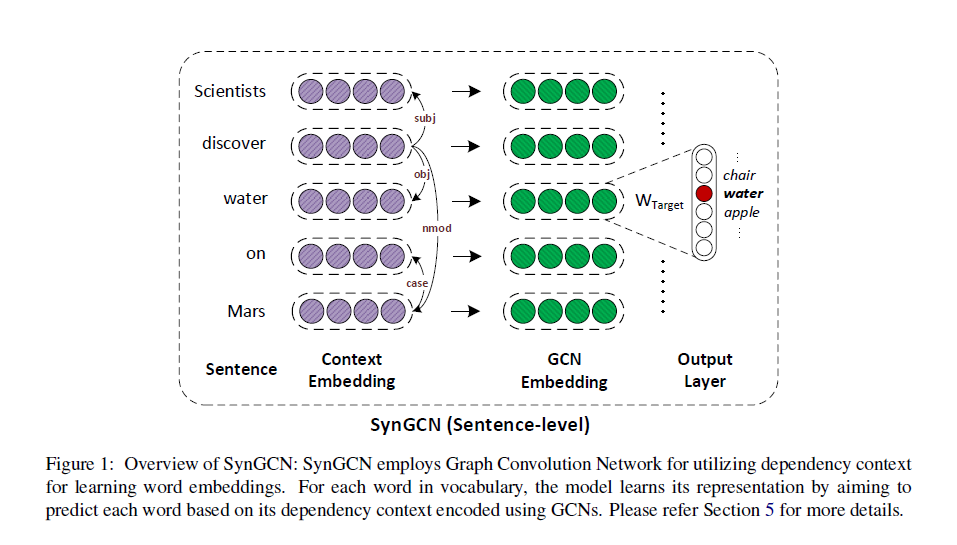 Scientists
discover
water
on
Mars
subj
obj
nmod
case
W_Target
chair
water
apple
Sentence
Context
Embedding
GCN
Embedding
Output
Layer
SynGCN (Sentence-level)
Figure 1: Overview of SynGCN: SynGCN employs Graph Convolution Network for utilizing dependency context
for learning word embeddings. For each word in vocabulary, the model learns its representation by aiming to
predict each word based on its dependency context encoded using GCNs. Please refer Section 5 for more details.